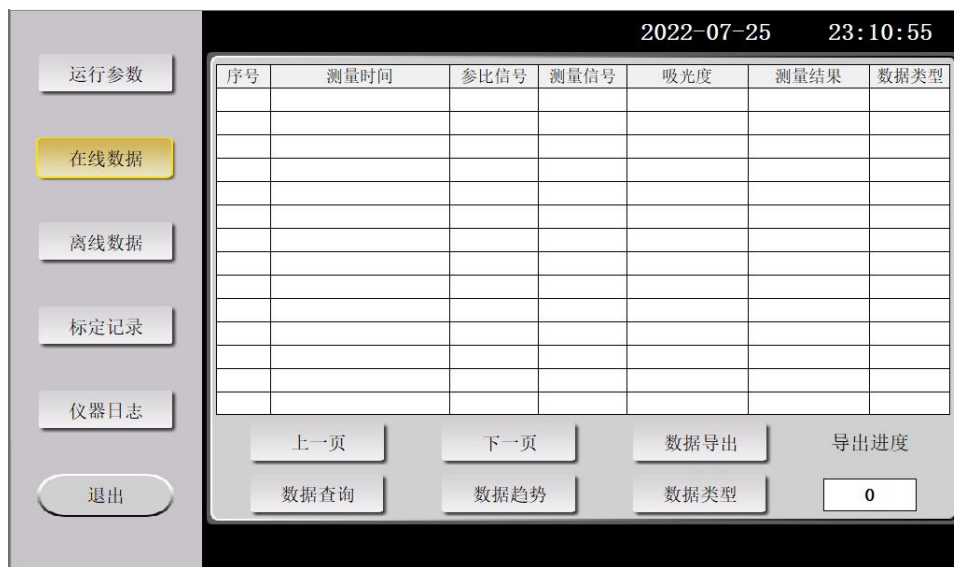 2022-07-25 23:10:55
运行参数
在线数据
离线数据
标定记录
仪器日志
退出
序号 测量时间 参比信号 测量信号 吸光度 测量结果 数据类型
上一页 下一页 数据导出 导出进度
数据查询 数据趋势 数据类型 0